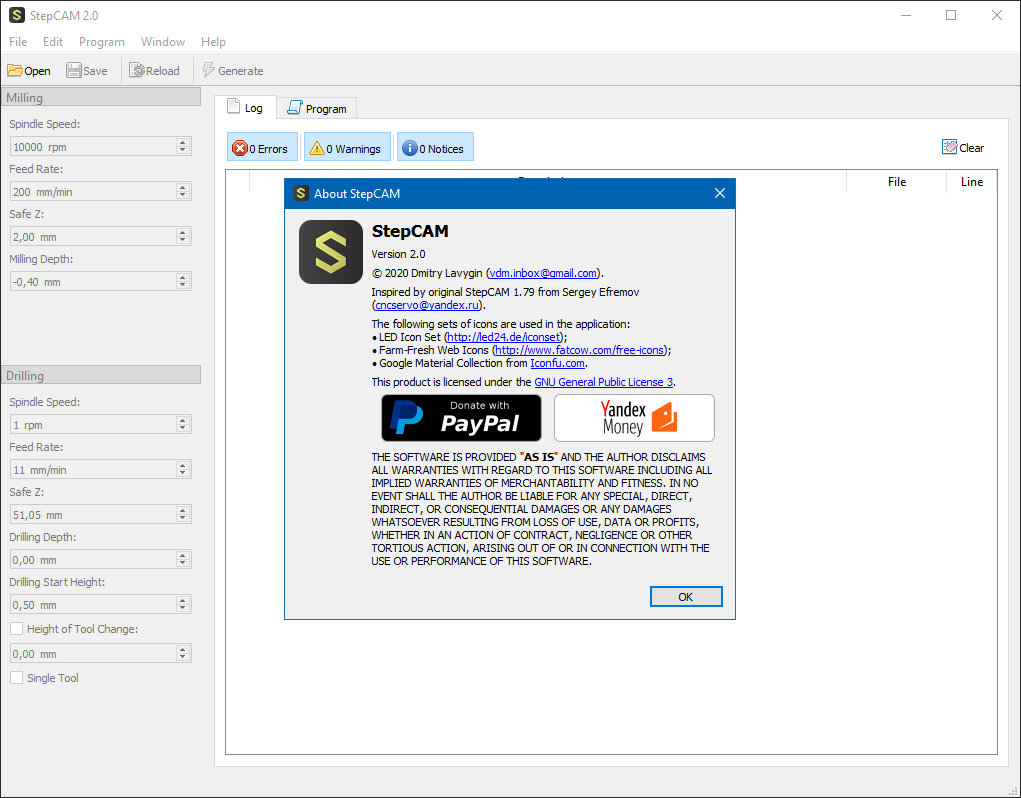 StepCAM 2.0
File Edit Program Window Help
Open Save Reload Generate
Milling
Spindle Speed:
10000 rpm
Feed Rate:
200 mm/min
Safe Z:
2,00 mm
Milling Depth:
-0,40 mm
Drilling
Spindle Speed:
1 rpm
Feed Rate:
11 mm/min
Safe Z:
51,05 mm
Drilling Depth:
0,00 mm
Drilling Start Height:
0,50 mm
Height of Tool Change:
0,00 mm
Single Tool
Log Program
0 Errors 0 Warnings 0 Notices Clear
File Line
About StepCAM
StepCAM
Version 2.0
© 2020 Dmitry Lavygin (vdm.inbox@gmail.com).
Inspired by original StepCAM 1.79 from Sergey Efremov
(cncservo@yandex.ru).
The following sets of icons are used in the application:
• LED Icon Set (http://led24.de/iconset);
• Farm-Fresh Web Icons (http://www.fatcow.com/free-icons);
• Google Material Collection from Iconfu.com.
This product is licensed under the GNU General Public License 3.
Donate with
PayPal
Yandex
Money
THE SOFTWARE IS PROVIDED "AS IS" AND THE AUTHOR DISCLAIMS
ALL WARRANTIES WITH REGARD TO THIS SOFTWARE INCLUDING ALL
IMPLIED WARRANTIES OF MERCHANTABILITY AND FITNESS. IN NO
EVENT SHALL THE AUTHOR BE LIABLE FOR ANY SPECIAL, DIRECT,
INDIRECT, OR CONSEQUENTIAL DAMAGES OR ANY DAMAGES
WHATSOEVER RESULTING FROM LOSS OF USE, DATA OR PROFITS,
WHETHER IN AN ACTION OF CONTRACT, NEGLIGENCE OR OTHER
TORTIOUS ACTION, ARISING OUT OF OR IN CONNECTION WITH THE
USE OR PERFORMANCE OF THIS SOFTWARE.
OK